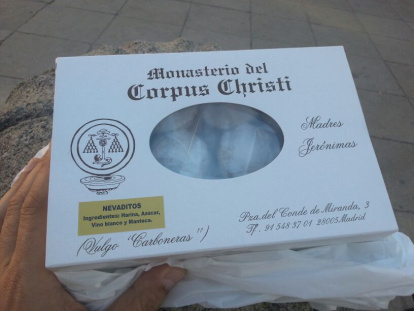 Monasterio del
Corpus Christi
Madres
Jerónimas
NEVADITOS
Ingredientes: Harina, Azúcar,
Vino blanco y Manteca.
(Vulgo "Carboneras")
Pza. del Conde de Miranda, 3
Tf. 91 548 37 01 28005 Madrid